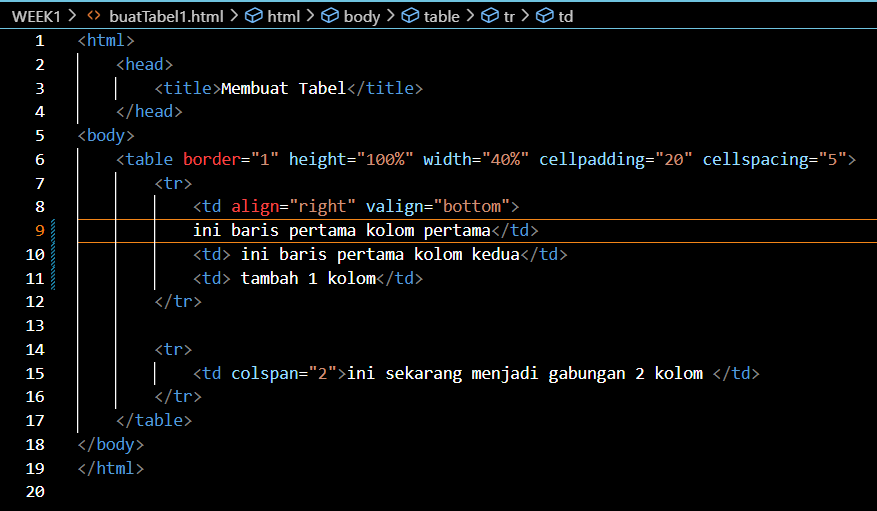 WEEK1 > <> buatTabel1.html > html > body > table > tr > td
1 <html>
2 <head>
3 <title>Membuat Tabel</title>
4 </head>
5 <body>
6 <table border="1" height="100%" width="40%" cellpadding="20" cellspacing="5">
7 <tr>
8 <td align="right" valign="bottom">
9 ini baris pertama kolom pertama</td>
10 <td> ini baris pertama kolom kedua</td>
11 <td> tambah 1 kolom</td>
12 </tr>
13
14 <tr>
15 <td colspan="2">ini sekarang menjadi gabungan 2 kolom </td>
16 </tr>
17 </table>
18 </body>
19 </html>
20